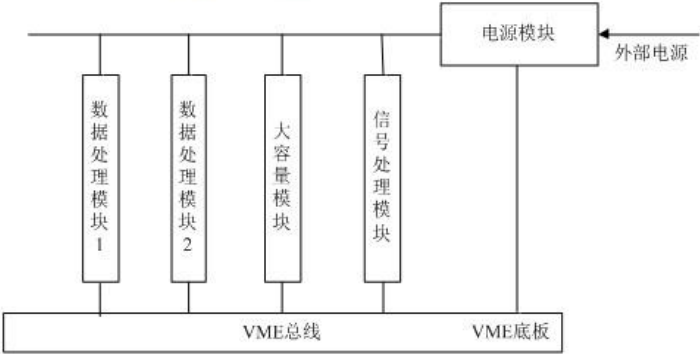 电源模块
外部电源
数据处理模块1
数据处理模块2
大容量模块
信号处理模块
VME总线
VME底板